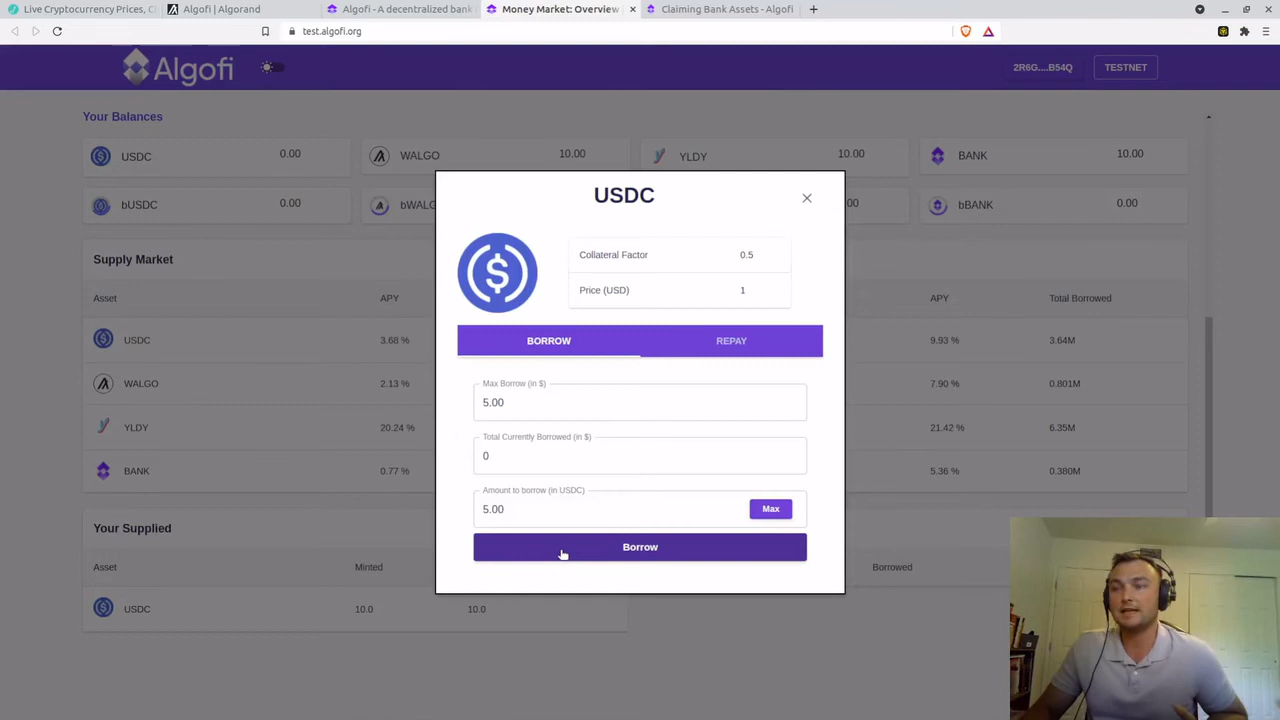 Live Cryptocurrency Prices, C
Algofi | Algorand
Algofi - A decentralized bank
Money Market: Overview
Claiming Bank Assets - Algofi
test.algofi.org
Algofi
2R6G....B54Q
TESTNET
Your Balances
USDC 0.00
WALGO 10.00
YLDY 10.00
BANK 10.00
bUSDC 0.00
bWALG
00
bBANK 0.00
Supply Market
Asset APY
USDC 3.68 %
WALGO 2.13 %
YLDY 20.24 %
BANK 0.77 %
APY Total Borrowed
9.93 % 3.64M
7.90 % 0.801M
21.42 % 6.35M
5.36 % 0.380M
Your Supplied
Asset Minted
USDC 10.0 10.0
Borrowed
USDC
Collateral Factor 0.5
Price (USD) 1
BORROW REPAY
Max Borrow (in $)
5.00
Total Currently Borrowed (in $)
0
Amount to borrow (in USDC)
5.00 Max
Borrow